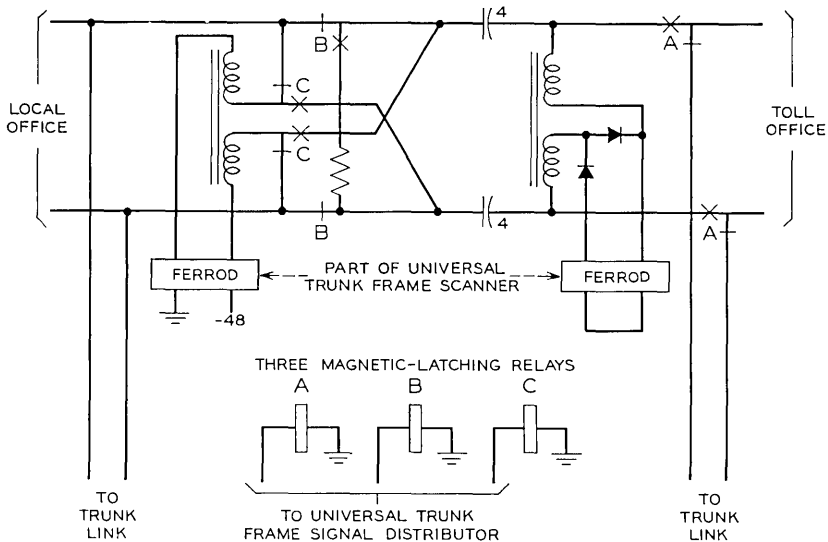 4
B
A
C
LOCAL
OFFICE
TOLL
OFFICE
C
B
4
A
FERROD
PART OF UNIVERSAL
TRUNK FRAME SCANNER
FERROD
-48
THREE MAGNETIC-LATCHING RELAYS
A
B
C
TO
TRUNK
LINK
TO UNIVERSAL TRUNK
FRAME SIGNAL DISTRIBUTOR
TO
TRUNK
LINK